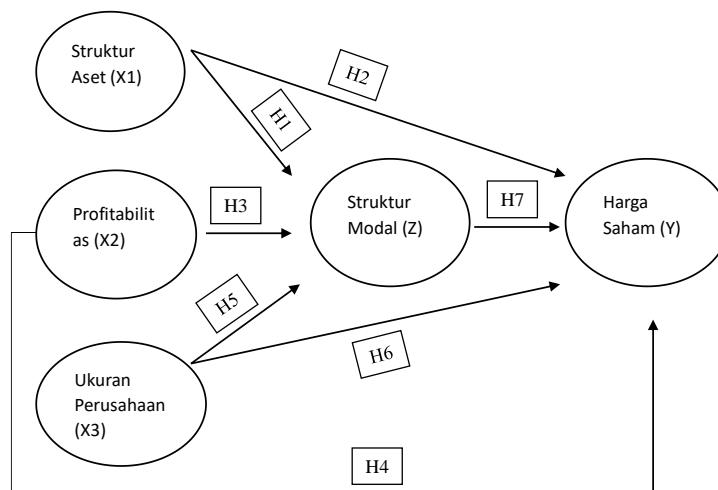 Struktur
Aset (X1)
H2
H1
Profitabilit
as (X2)
H3
Struktur
Modal (Z)
H7
Harga
Saham (Y)
H5
H6
Ukuran
Perusahaan
(X3)
H4